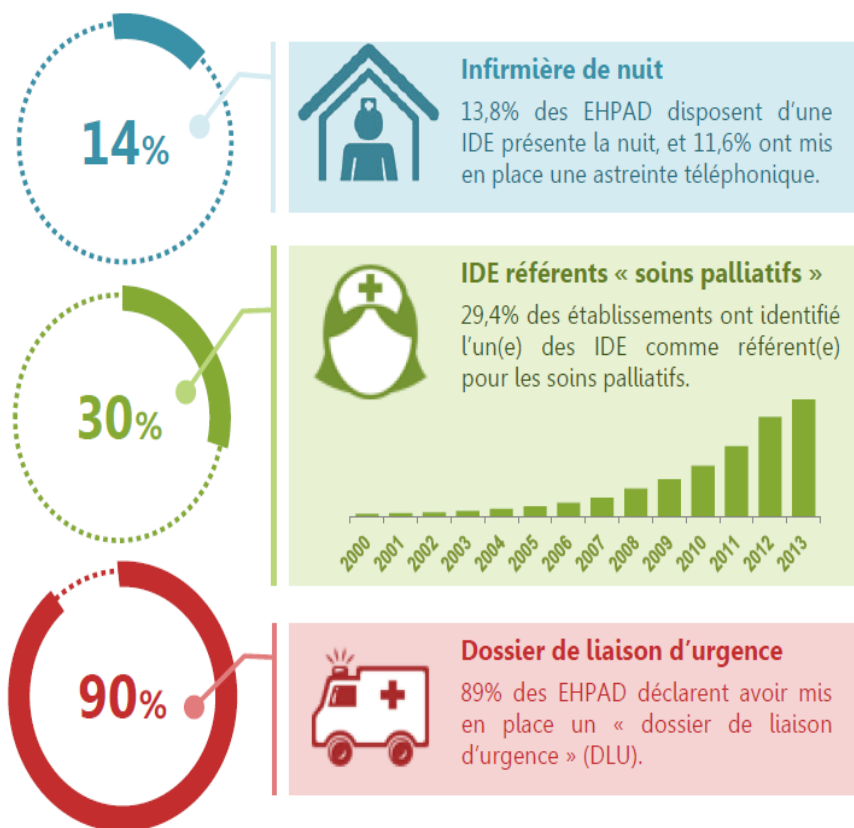 14%
Infirmière de nuit
13,8% des EHPAD disposent d'une
IDE présente la nuit, et 11,6% ont mis
en place une astreinte téléphonique.
30%
IDE référents « soins palliatifs »
29,4% des établissements ont identifié
l'un(e) des IDE comme référent(e)
pour les soins palliatifs.
2000 2001 2002 2003 2004 2005 2006 2007 2008 2009 2010 2011 2012 2013
90%
Dossier de liaison d'urgence
89% des EHPAD déclarent avoir mis
en place un « dossier de liaison
d'urgence » (DLU).